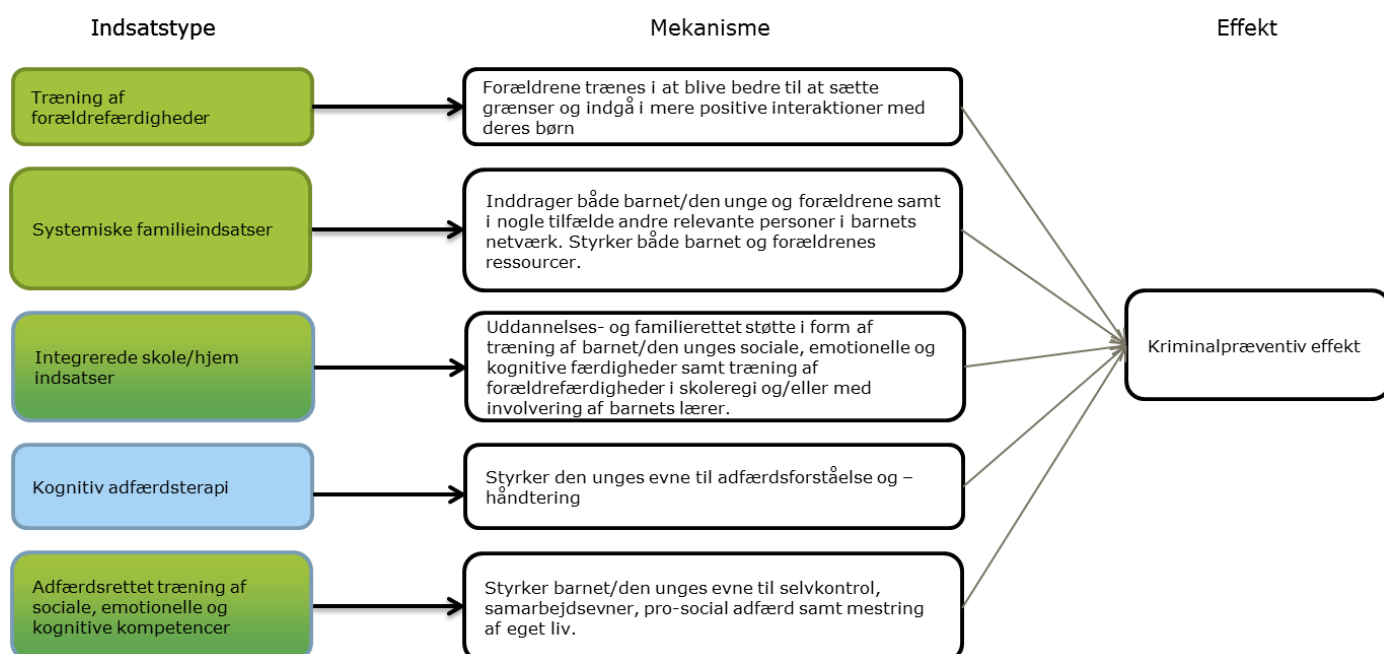 Indsatstype
Mekanisme
Effekt
Træning af
forældrefærdigheder
Forældrene trænes i at blive bedre til at sætte
grænser og indgå i mere positive interaktioner med
deres børn
Systemiske familieindsatser
Inddrager både barnet/den unge og forældrene samt
i nogle tilfælde andre relevante personer i barnets
netværk. Styrker både barnet og forældrenes
ressourcer.
Integrerede skole/hjem
indsatser
Uddannelses- og familierettet støtte i form af
træning af barnet/den unges sociale, emotionelle og
kognitive færdigheder samt træning af
forældrefærdigheder i skoleregi og/eller med
involvering af barnets lærer.
Kognitiv adfærdsterapi
Styrker den unges evne til adfærdsforståelse og –
håndtering
Adfærdsrettet træning af
sociale, emotionelle og
kognitive kompetencer
Styrker barnet/den unges evne til selvkontrol,
samarbejdsevner, pro-social adfærd samt mestring
af eget liv.
Kriminalpræventiv effekt